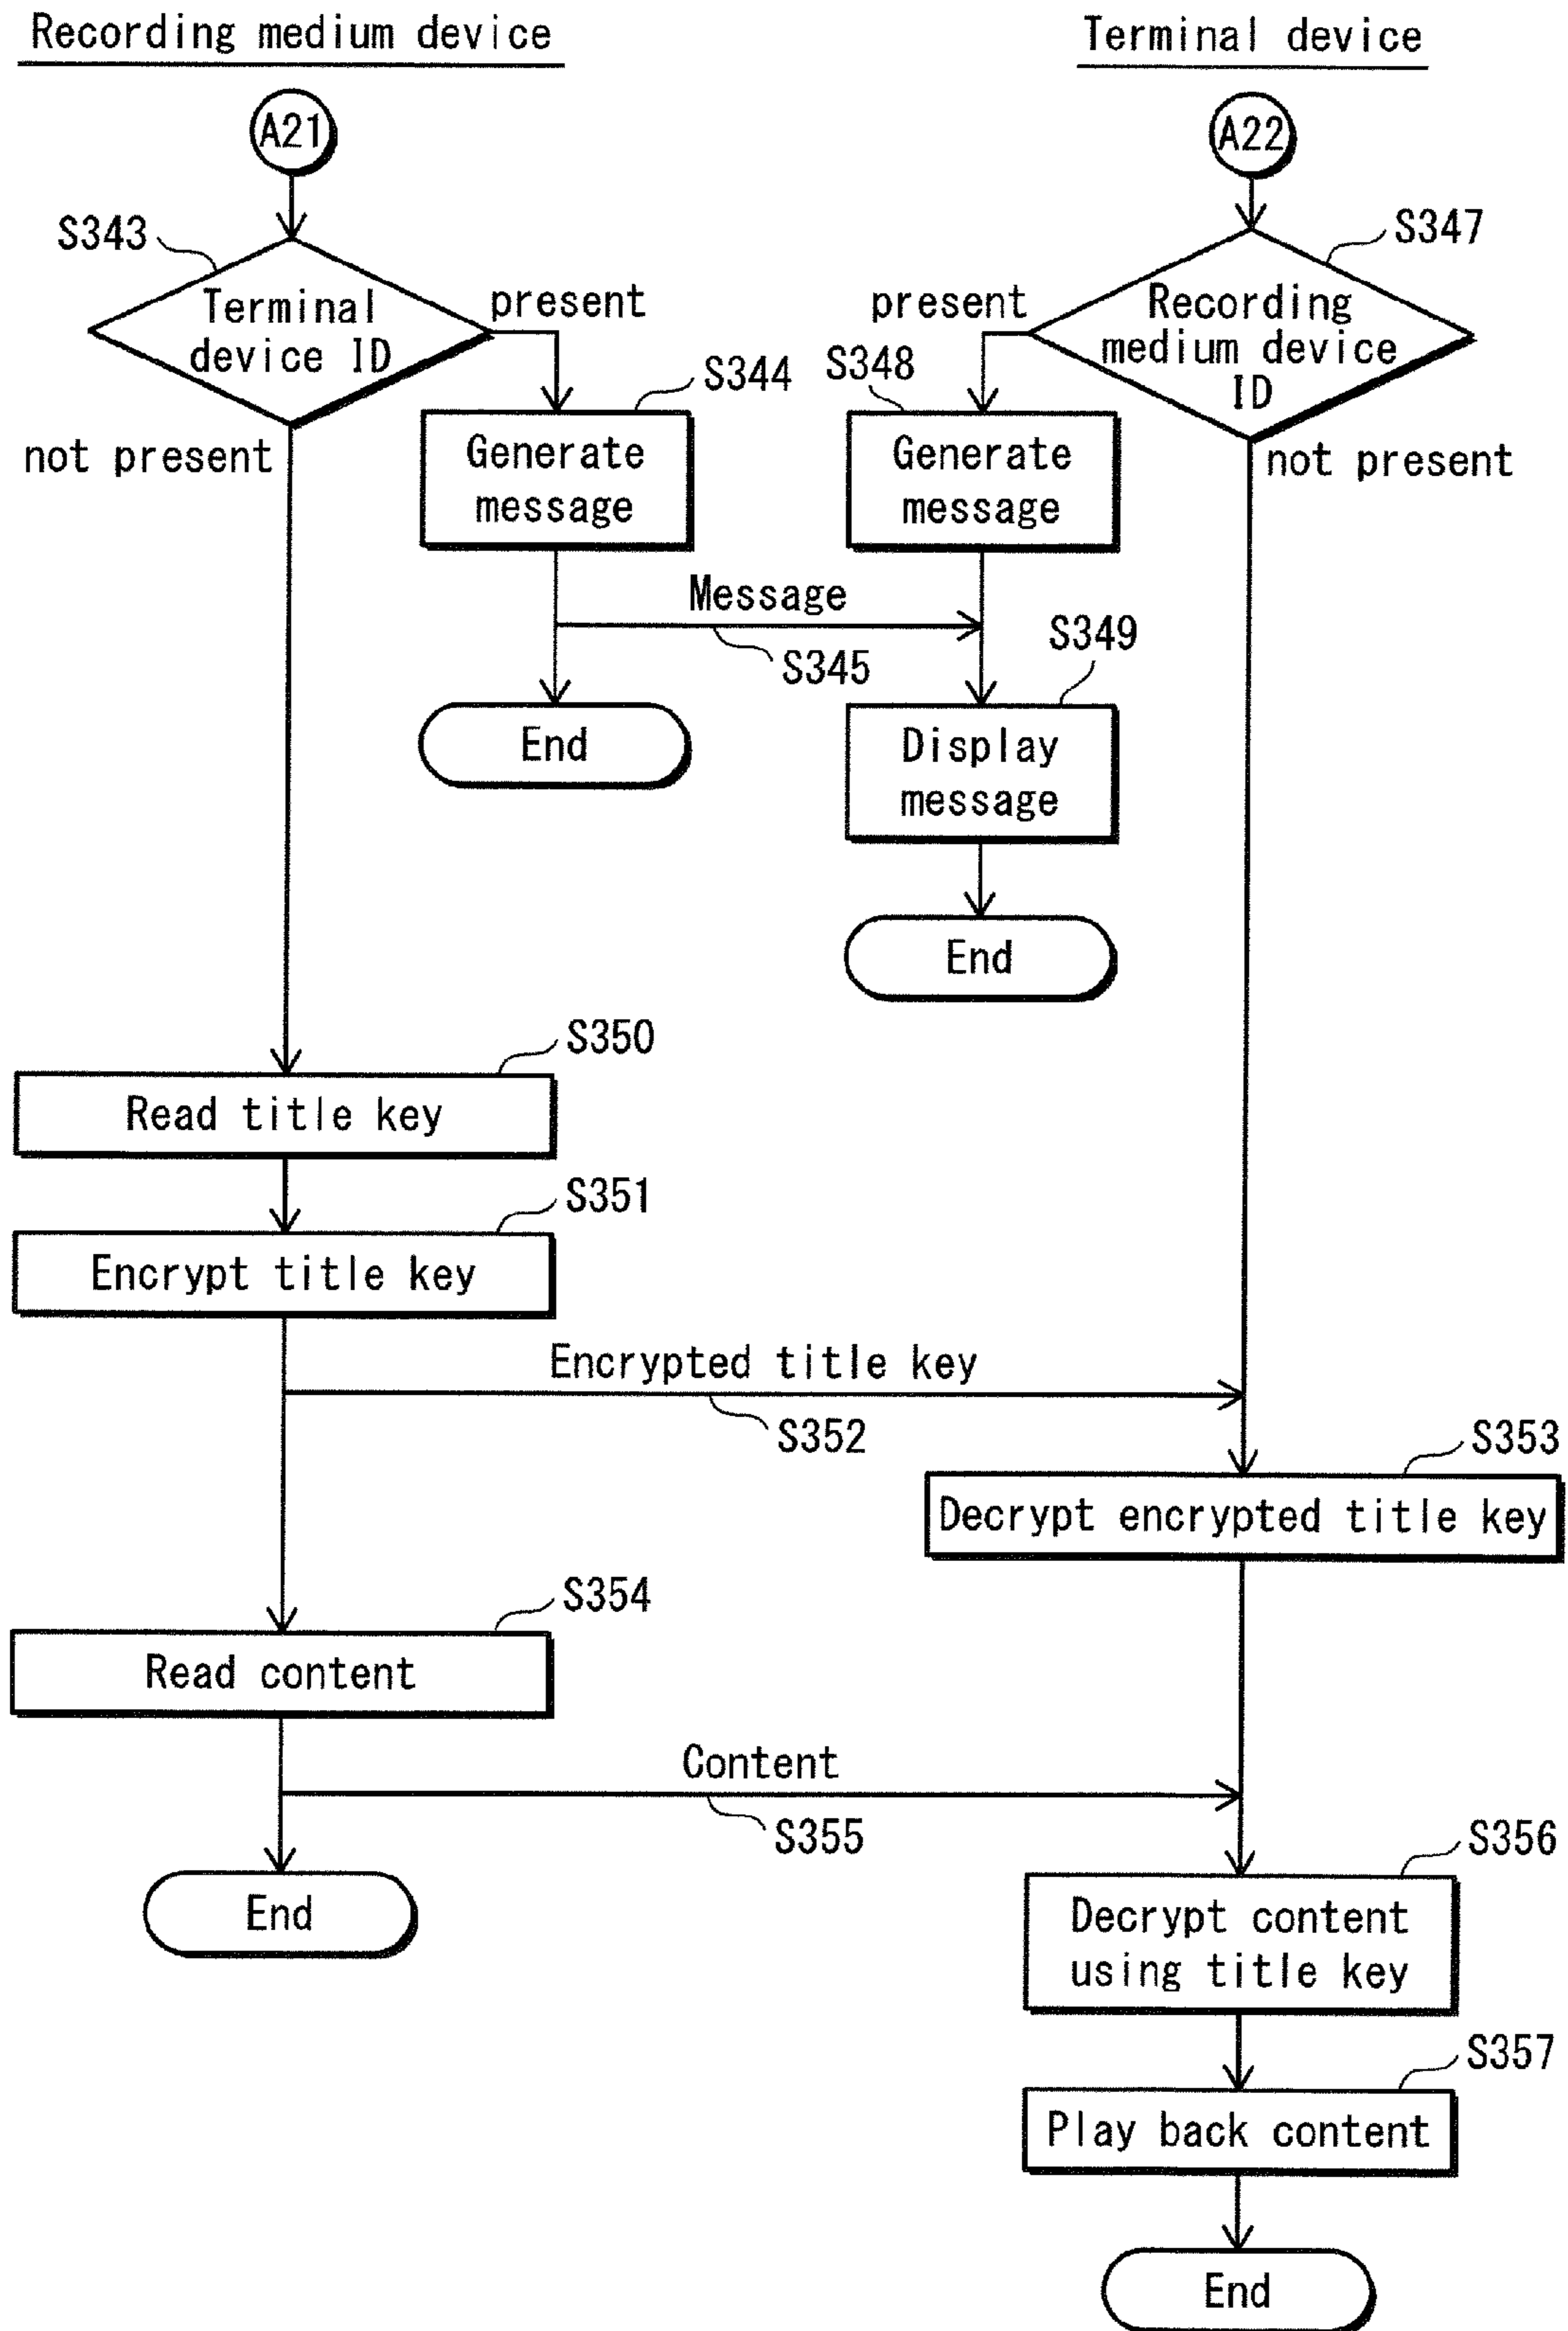 Recording medium device
Terminal device
A21
A22
S343
S347
Terminal
device ID
present
present
Recording
medium device
ID
S344
S348
not present
Generate
message
Generate
message
not present
Message
S345
S349
End
Display
message
End
S350
Read title key
S351
Encrypt title key
Encrypted title key
S352
S353
Decrypt encrypted title key
S354
Read content
Content
S355
S356
End
Decrypt content
using title key
S357
Play back content
End